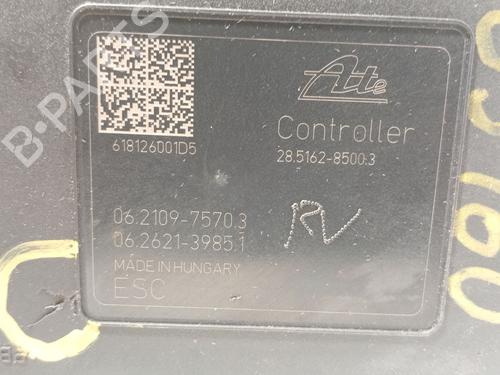 Ate
Controller
618126001D5
28.5162-8500.3
06.2109-7570.3
06.2621-3985.1
RV
MADE IN HUNGARY
ESC
B-PARTS